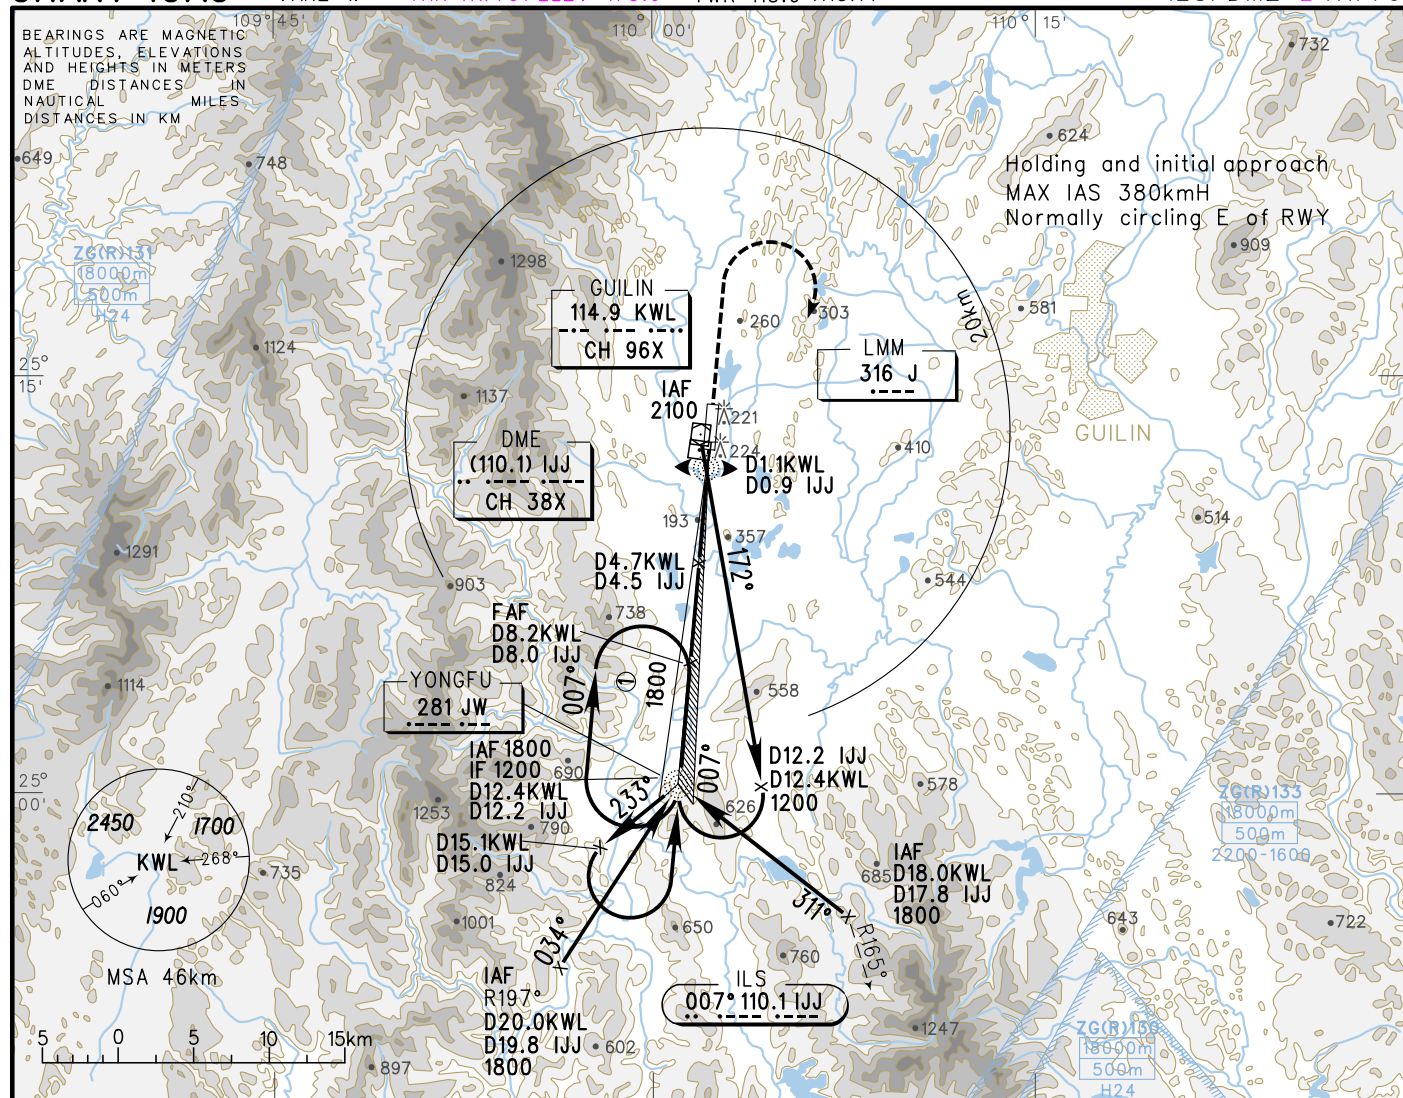 109° 45'
110° 00'
110° 15'
BEARINGS ARE MAGNETIC
ALTITUDES, ELEVATIONS
AND HEIGHTS IN METERS
DME DISTANCES IN
NAUTICAL MILES
DISTANCES IN KM
732
624
649
748
Holding and initial approach
MAX IAS 380kmH
Normally circling E of RWY
ZG(R)131
18000m
500m
H24
909
1298
GUILIN
114.9 KWL
CH 96X
20km
581
303
260
1124
LMM
316 J
25°
15'
IAF
2100
1137
221
GUILIN
DME
(110.1) IJJ
CH 38X
224
410
D1.1KWL
D0.9 IJJ
193
357
514
1291
D4.7KWL
D4.5 IJJ
172°
544
903
FAF
D8.2KWL
D8.0 IJJ
738
007°
1
1800
YONGFU
281 JW
1114
558
IAF 1800
IF 1200
D12.4KWL
D12.2 IJJ
690
233°
007°
D12.2 IJJ
D12.4KWL
1200
578
25°
00'
ZG(R)133
18000m
500m
2200-1600
1253
790
626
D15.1KWL
D15.0 IJJ
2450
210°
1700
KWL
268°
060°
1900
MSA 46km
735
824
685
IAF
D18.0KWL
D17.8 IJJ
1800
311°
R165°
1001
650
643
722
034°
760
IAF
R197°
D20.0KWL
D19.8 IJJ
1800
ILS
007° 110.1 IJJ
1247
ZG(R)130
18000m
500m
H24
602
897
5 0 5 10 15km